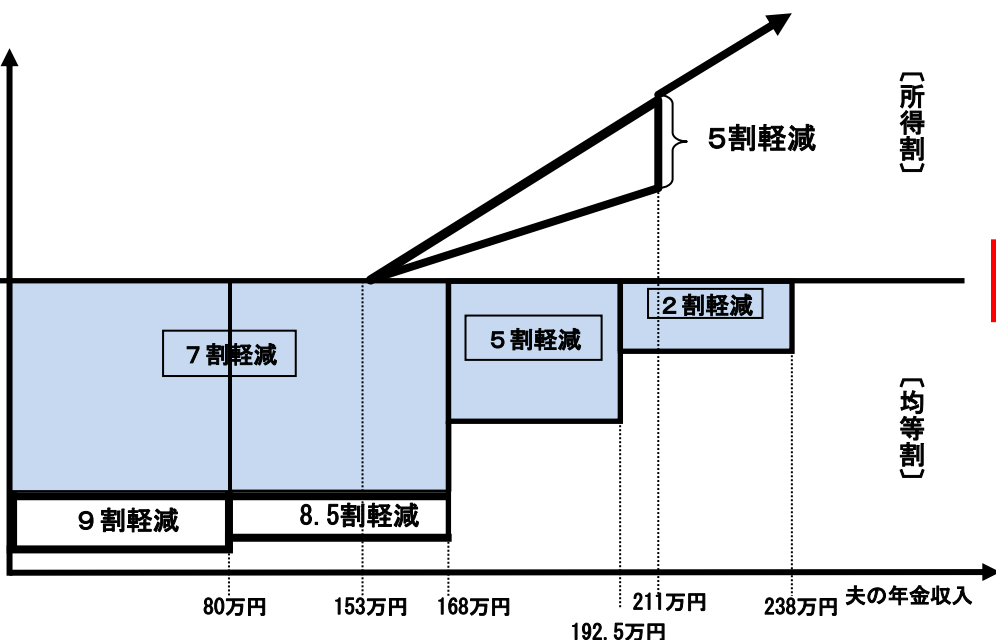 〔所得割〕
5割軽減
2割軽減
5割軽減
7割軽減
〔均等割〕
9割軽減
8.5割軽減
80万円
153万円
168万円
192.5万円
211万円
238万円
夫の年金収入